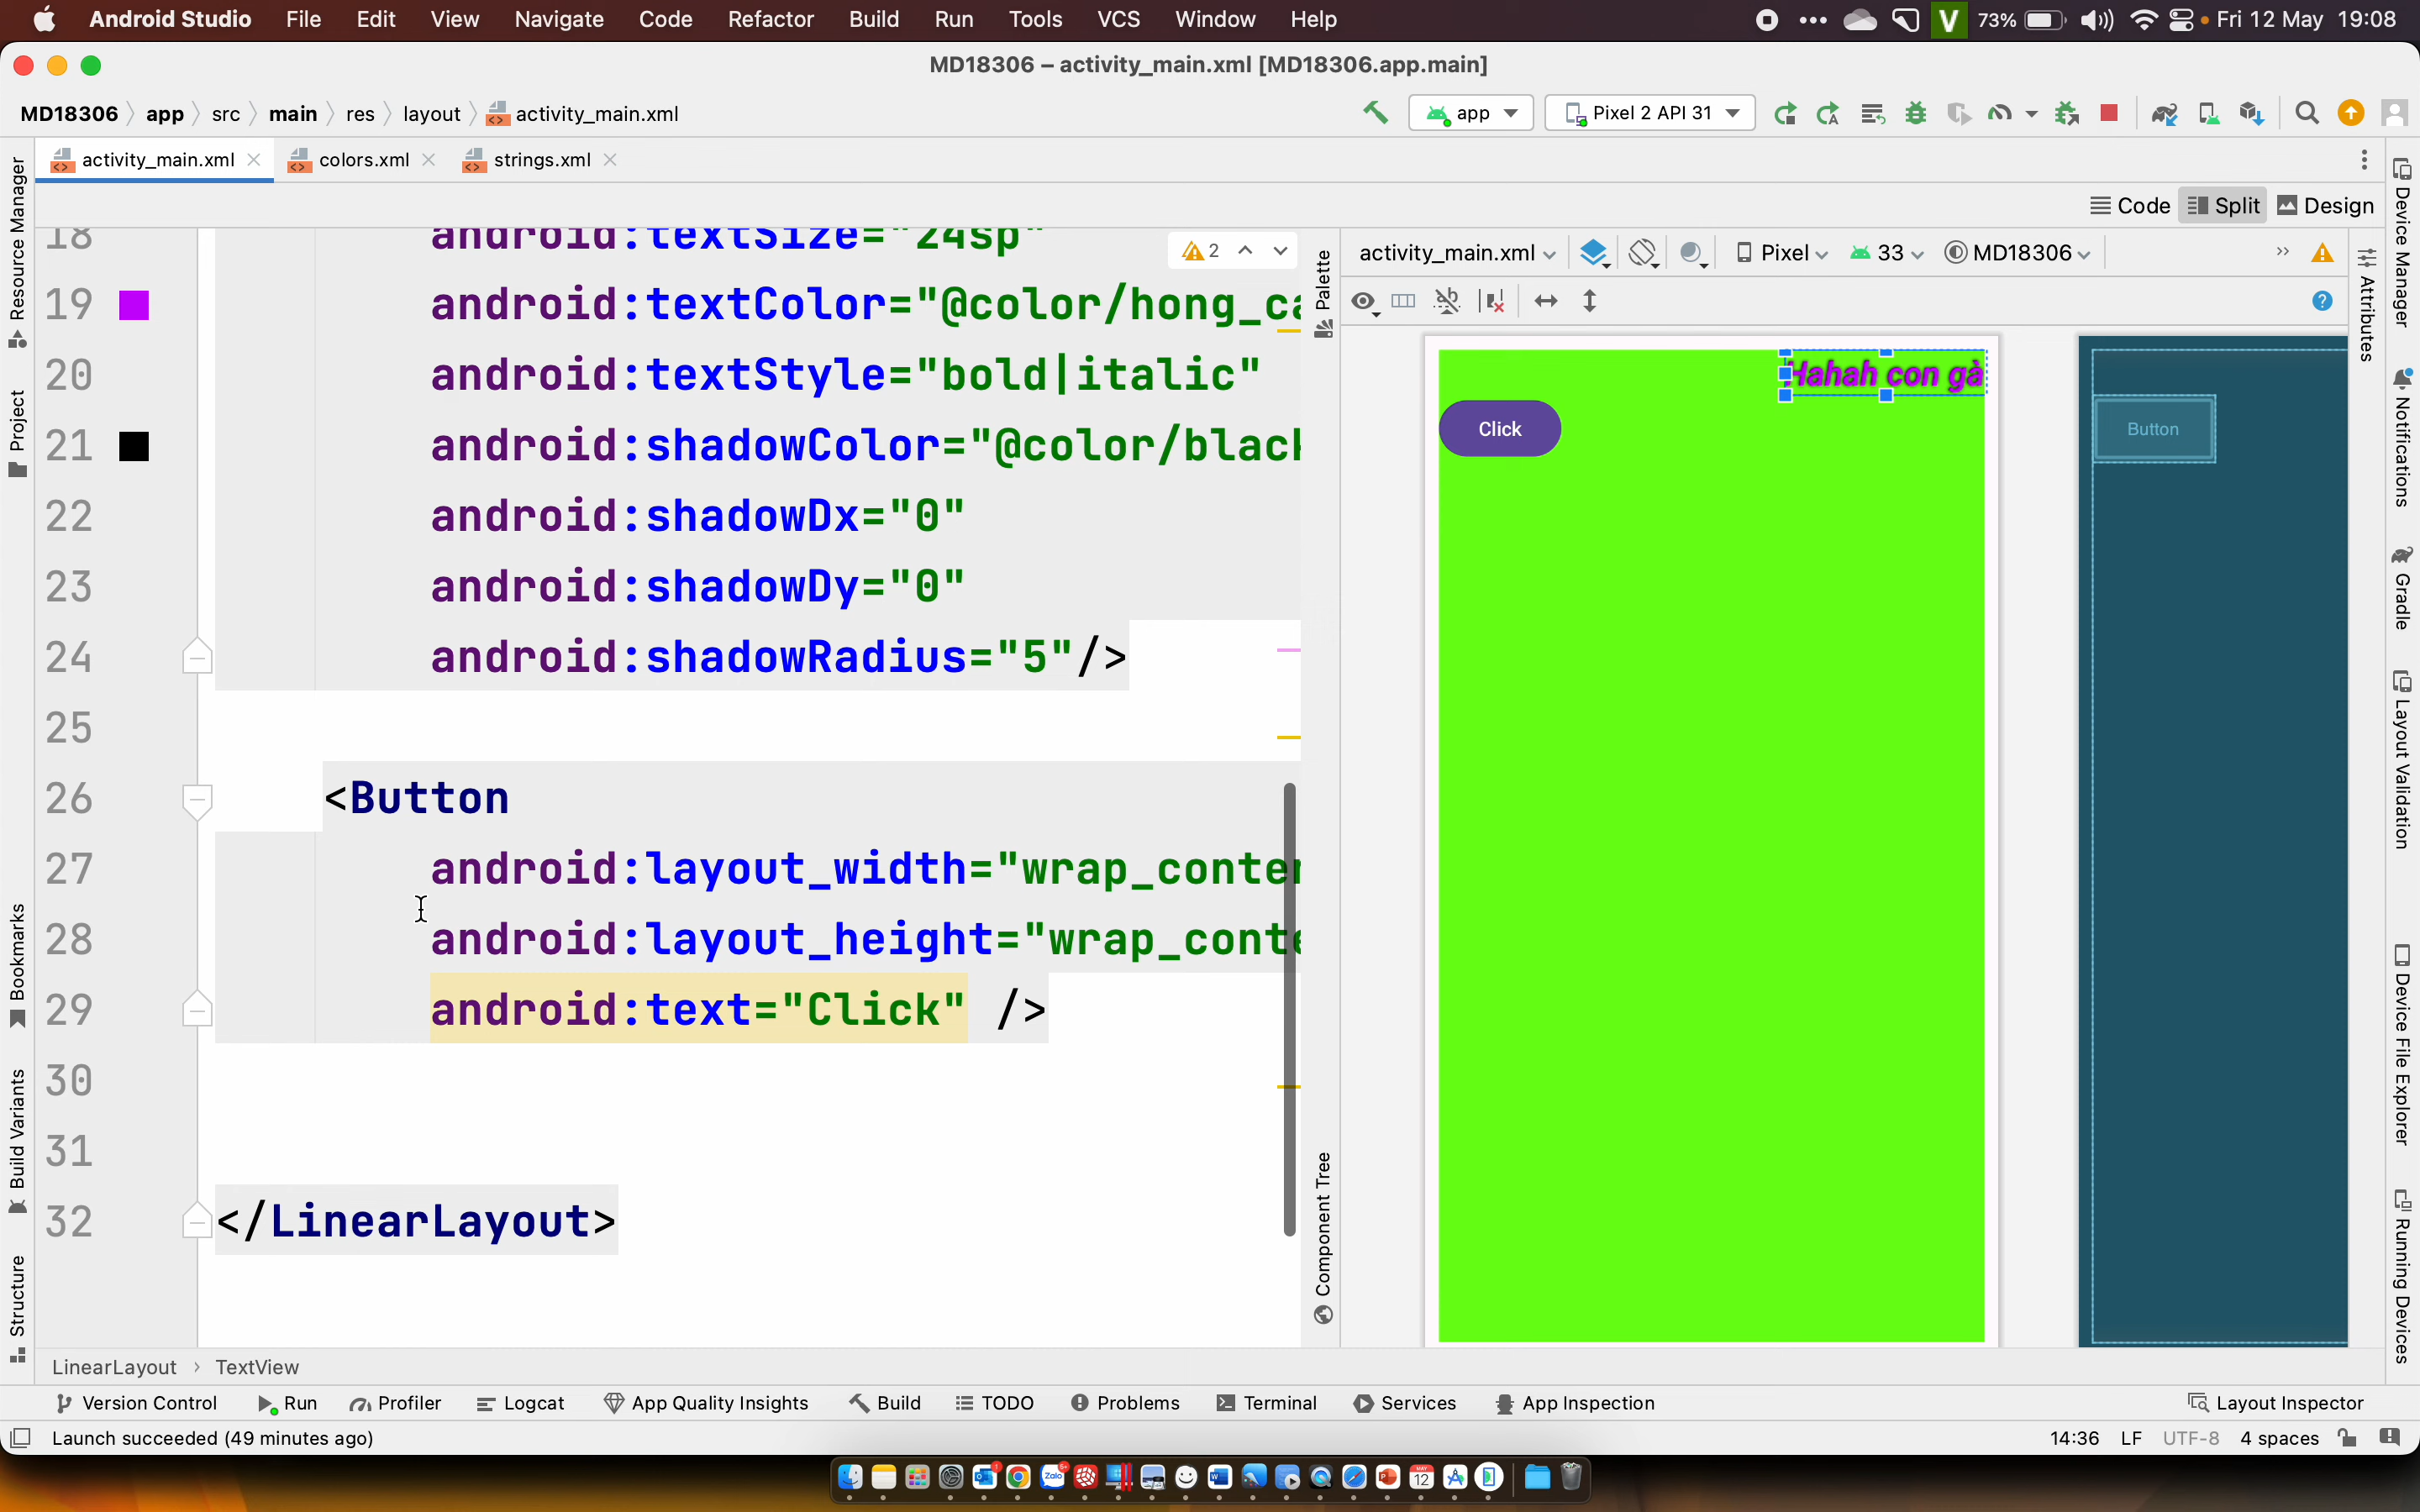 Android Studio File Edit View Navigate Code Refactor Build Run Tools VCS Window Help V 73% Fri 12 May 19:08
MD18306 – activity_main.xml [MD18306.app.main]
MD18306 app src main res layout activity_main.xml app Pixel 2 API 31
activity_main.xml colors.xml strings.xml
Code Split Design
18 android:textSize="24sp"
2
19 android:textColor="@color/hong_ca
20 android:textStyle="bold|italic"
21 android:shadowColor="@color/black
22 android:shadowDx="0"
23 android:shadowDy="0"
24 android:shadowRadius="5"/>
25
26 <Button
27 android:layout_width="wrap_conten
28 android:layout_height="wrap_conte
29 android:text="Click" />
30
31
32 </LinearLayout>
activity_main.xml Pixel 33 MD18306
Hahah con gà
Click
Button
Resource Manager
Project
Bookmarks
Build Variants
Structure
Palette
Component Tree
Attributes
Device Manager
Notifications
Gradle
Layout Validation
Device File Explorer
Running Devices
LinearLayout › TextView
Version Control Run Profiler Logcat App Quality Insights Build TODO Problems Terminal Services App Inspection Layout Inspector
Launch succeeded (49 minutes ago) 14:36 LF UTF-8 4 spaces
Zalo
12